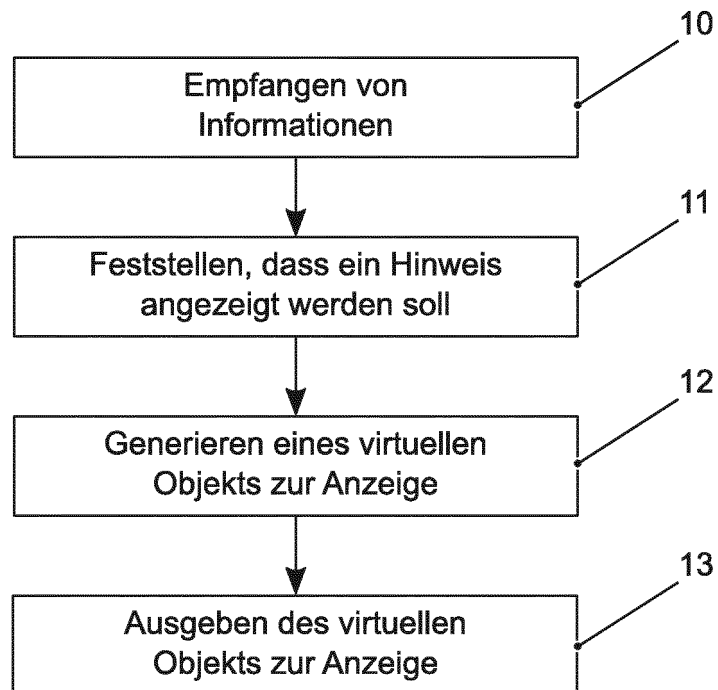 10
Empfangen von
Informationen
11
Feststellen, dass ein Hinweis
angezeigt werden soll
12
Generieren eines virtuellen
Objekts zur Anzeige
13
Ausgeben des virtuellen
Objekts zur Anzeige